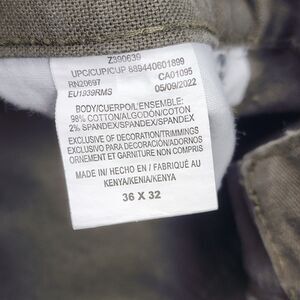 Z390639
UPC/CUP/CUP 889440601899
RN20697 CA01095
EU1939RMS 05/09/2022
BODY/CUERPO/L'ENSEMBLE:
98% COTTON/ALGODÓN/COTON
2% SPANDEX/SPANDEX/SPANDEX
EXCLUSIVE OF DECORATION/TRIMMINGS
EXCLUSIVO PARA DECORACIÓN/ADORNOS
ORNEMENT ET GARNITURE NON COMPRIS
MADE IN/ HECHO EN / FABRIQUÉ AU
KENYA/KENIA/KENYA
36 X 32